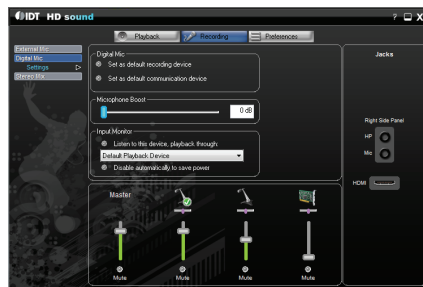 IDT HD sound
? X
Playback
Recording
Preferences
External Mic
Digital Mic
Settings
Stereo Mix
Digital Mic
Set as default recording device
Set as default communication device
Microphone Boost
0 dB
Input Monitor
Listen to this device, playback through:
Default Playback Device
Disable automatically to save power
Master
Mute Mute Mute Mute
Jacks
Right Side Panel
HP
Mic
HDMI